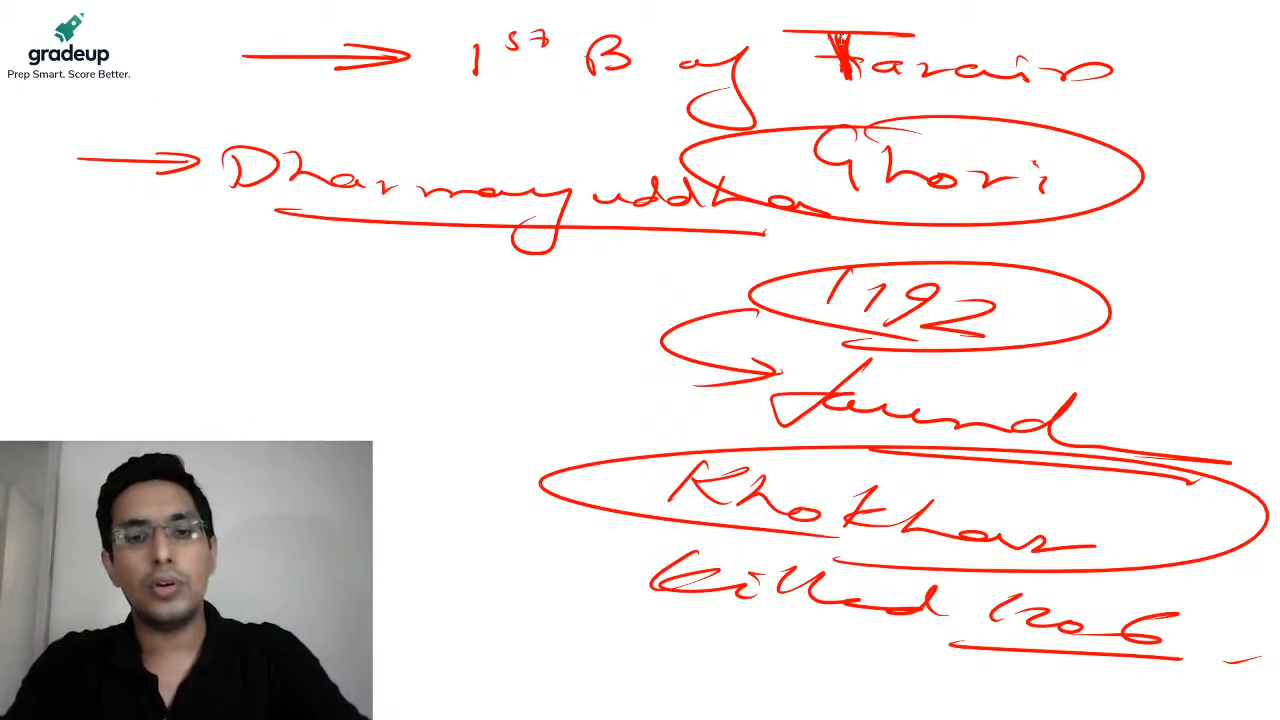 gradeup
Prep Smart. Score Better.
1st B of Tarain
Dharmayuddha
Ghori
1192
Khokhar
killed 1206